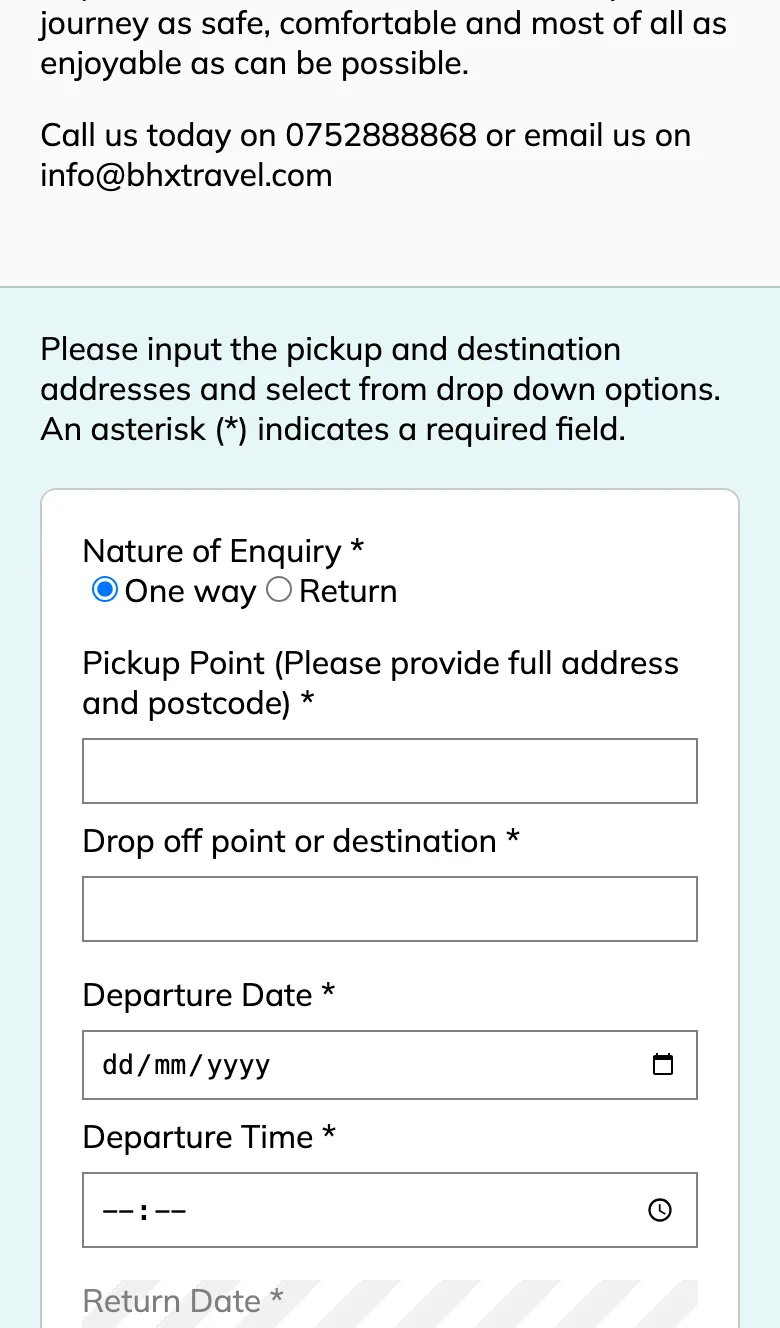 journey as safe, comfortable and most of all as
enjoyable as can be possible.
Call us today on 0752888868 or email us on
info@bhxtravel.com
Please input the pickup and destination
addresses and select from drop down options.
An asterisk (*) indicates a required field.
Nature of Enquiry *
One way Return
Pickup Point (Please provide full address
and postcode) *
Drop off point or destination *
Departure Date *
dd/mm/yyyy
Departure Time *
--:--
Return Date *